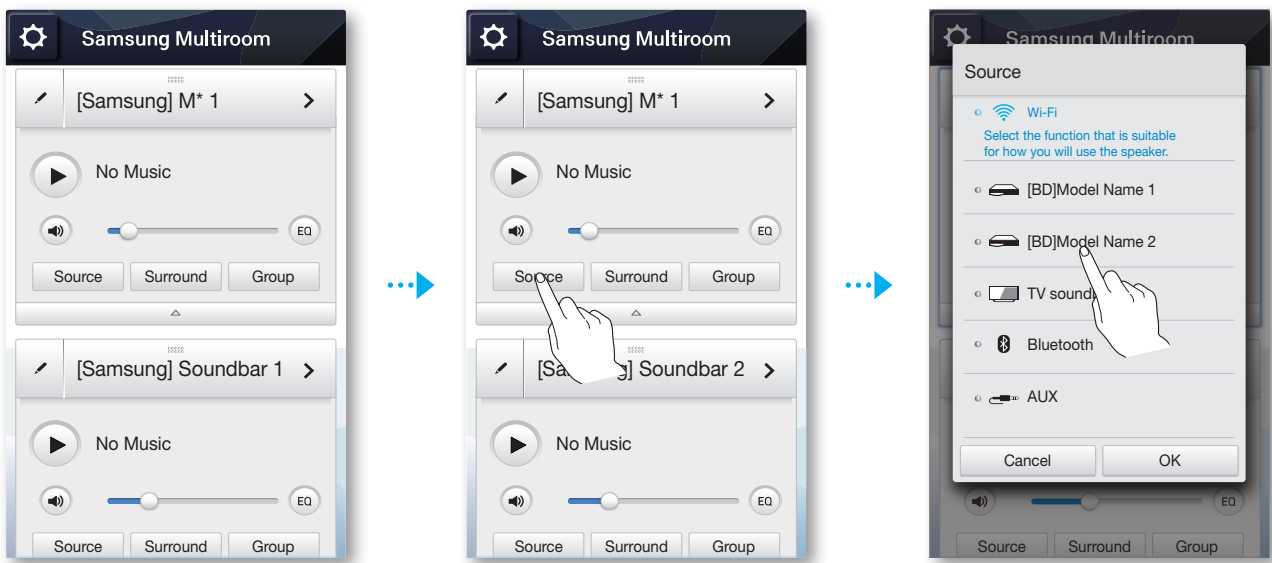 Samsung Multiroom
[Samsung] M* 1
No Music
EQ
Source Surround Group
[Samsung] Soundbar 1
No Music
EQ
Source Surround Group
Samsung Multiroom
[Samsung] M* 1
No Music
EQ
Source Surround Group
[Samsung] Soundbar 2
No Music
EQ
Source Surround Group
Samsung Multiroom
Source
Wi-Fi
Select the function that is suitable
for how you will use the speaker.
[BD]Model Name 1
[BD]Model Name 2
TV sound
Bluetooth
AUX
Cancel OK
EQ
Source Surround Group